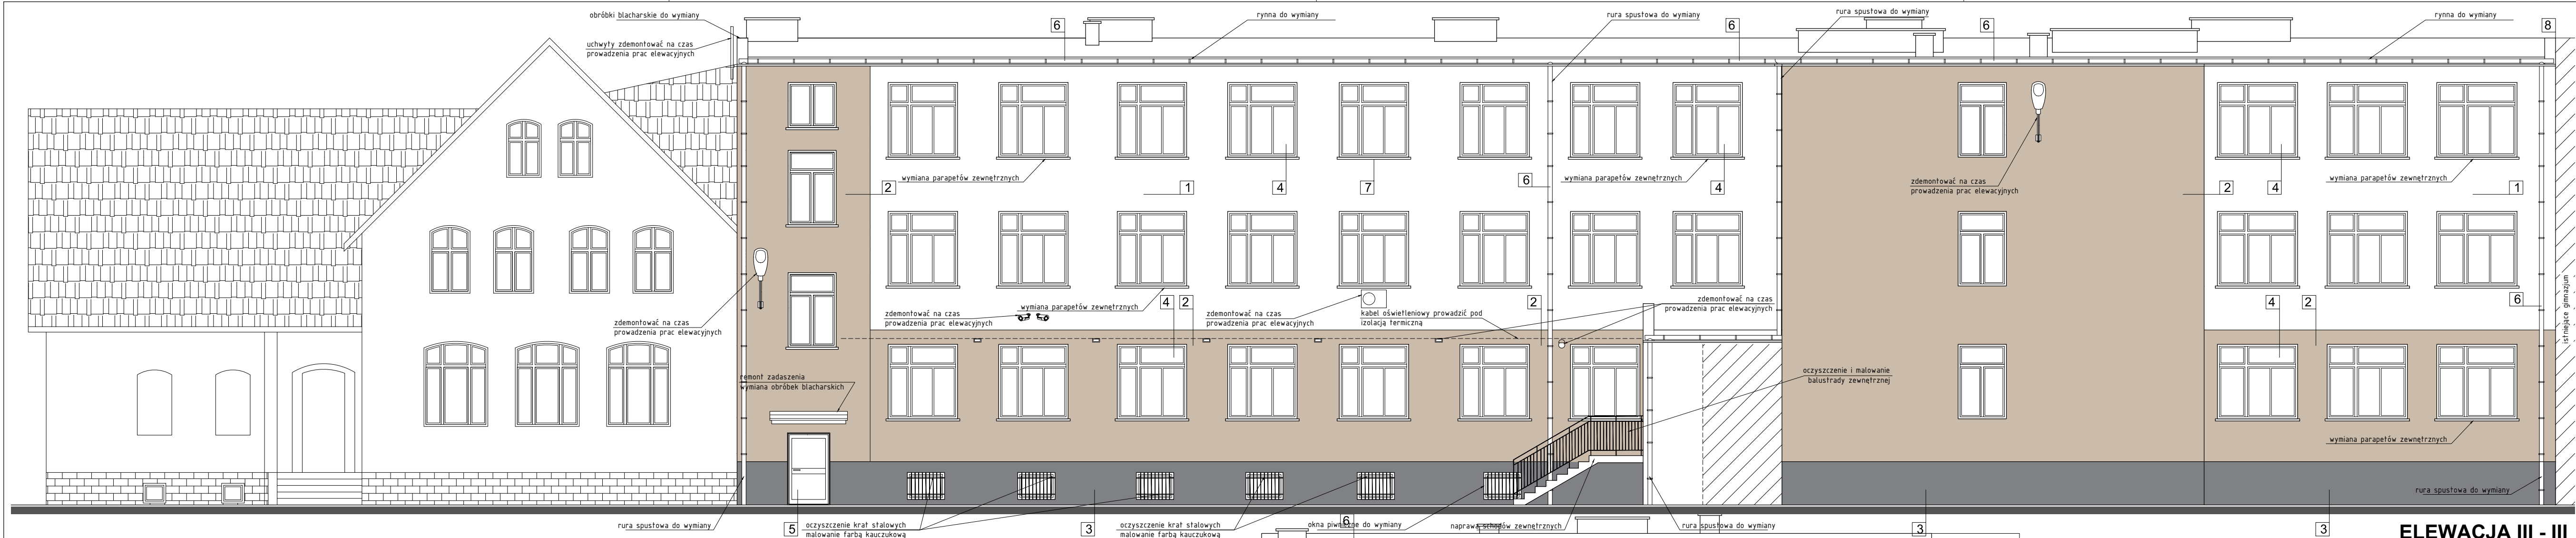 obróbki blacharskie do wymiany
6
rynna do wymiany
rura spustowa do wymiany
6
rura spustowa do wymiany
6
rynna do wymiany
8
uchwyty zdemontować na czas
prowadzenia prac elewacyjnych
2
wymiana parapetów zewnętrznych
1
4
7
6
wymiana parapetów zewnętrznych
4
zdemontować na czas
prowadzenia prac elewacyjnych
2
4
wymiana parapetów zewnętrznych
1
istniejące gimnazjum
zdemontować na czas
prowadzenia prac elewacyjnych
zdemontować na czas
prowadzenia prac elewacyjnych
wymiana parapetów zewnętrznych
4
2
zdemontować na czas
prowadzenia prac elewacyjnych
kabel oświetleniowy prowadzić pod
izolacją termiczną
2
zdemontować na czas
prowadzenia prac elewacyjnych
4
2
6
remont zadaszenia
wymiana obróbek blacharskich
oczyszczenie i malowanie
balustrady zewnętrznej
wymiana parapetów zewnętrznych
rura spustowa do wymiany
rura spustowa do wymiany
5
oczyszczenie krat stalowych
malowanie farbą kauczukową
3
oczyszczenie krat stalowych
malowanie farbą kauczukową
okna piwniczne do wymiany
6
naprawa schodów zewnętrznych
rura spustowa do wymiany
3
3
ELEWACJA III - III